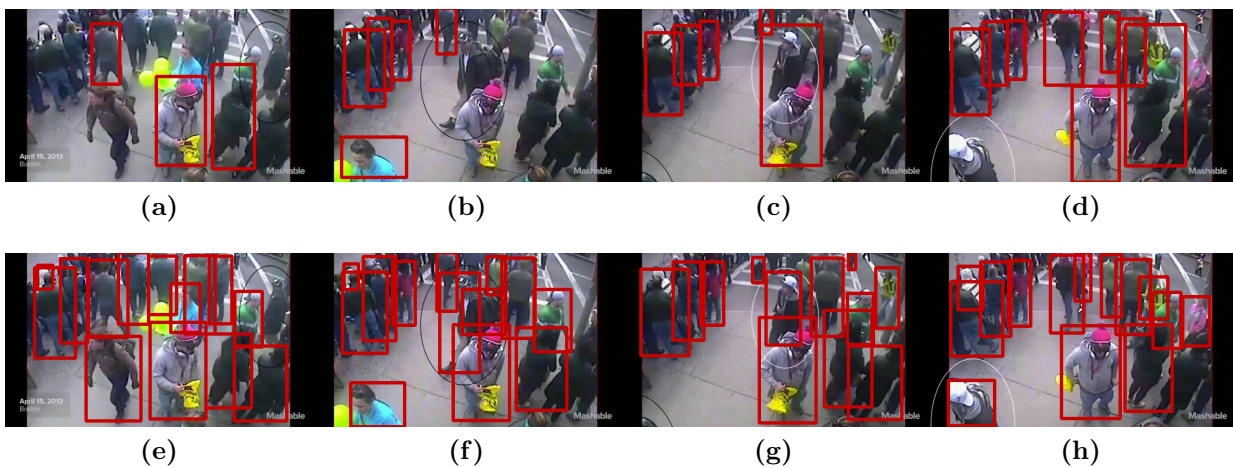 April 15, 2013
Boston
Mashable
Mashable
Mashable
Mashable
(a)
(b)
(c)
(d)
April 15, 2013
Boston
Mashable
Mashable
Mashable
Mashable
(e)
(f)
(g)
(h)